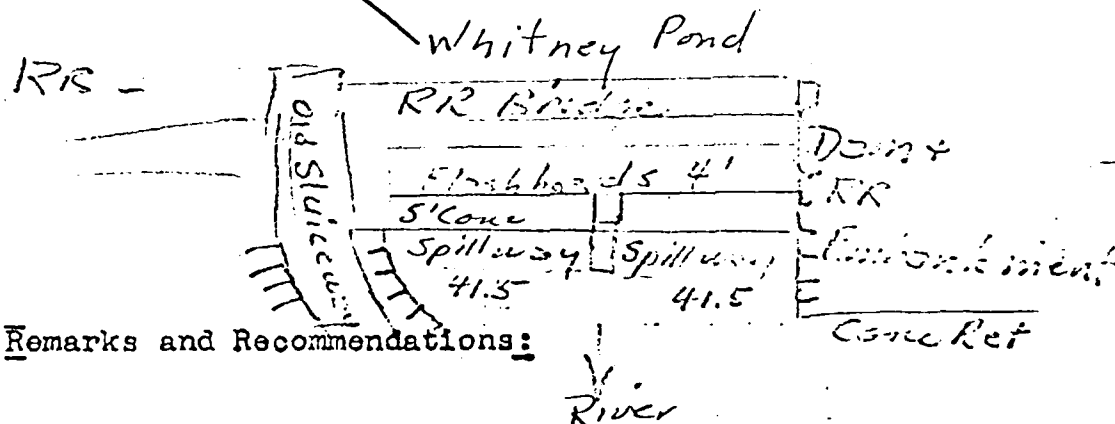 Whitney Pond
RR -
RR Bridge
Old Sluiceway
Dam +
Flashboards 4'
RR
5' Conc
Spillway Spillway
Embankment
41.5 41.5
Conc Ret
Remarks and Recommendations:
River